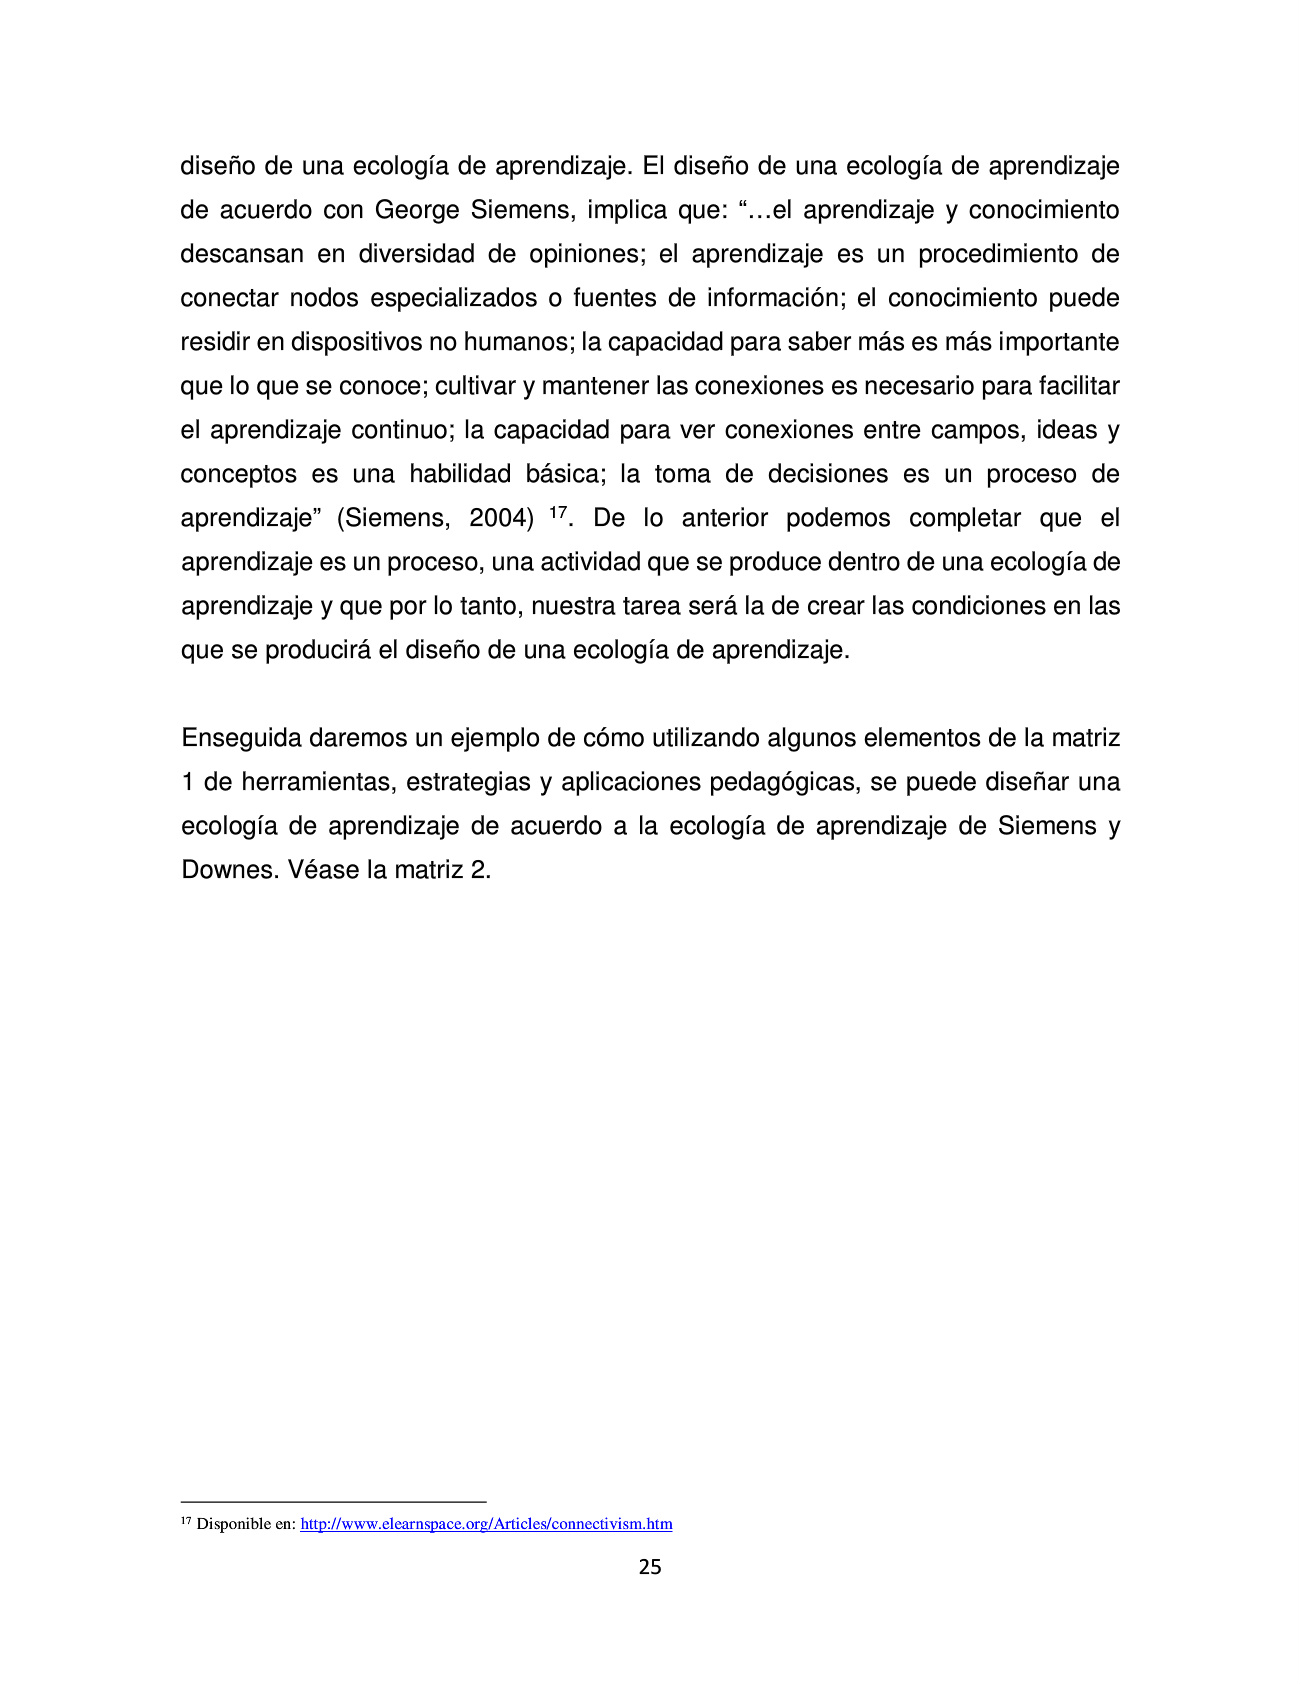 diseño de una ecología de aprendizaje. El diseño de una ecología de aprendizaje
de acuerdo con George Siemens, implica que: “…el aprendizaje y conocimiento
descansan en diversidad de opiniones; el aprendizaje es un procedimiento de
conectar nodos especializados o fuentes de información; el conocimiento puede
residir en dispositivos no humanos; la capacidad para saber más es más importante
que lo que se conoce; cultivar y mantener las conexiones es necesario para facilitar
el aprendizaje continuo; la capacidad para ver conexiones entre campos, ideas y
conceptos es una habilidad básica; la toma de decisiones es un proceso de
aprendizaje” (Siemens, 2004) 17. De lo anterior podemos completar que el
aprendizaje es un proceso, una actividad que se produce dentro de una ecología de
aprendizaje y que por lo tanto, nuestra tarea será la de crear las condiciones en las
que se producirá el diseño de una ecología de aprendizaje.
Enseguida daremos un ejemplo de cómo utilizando algunos elementos de la matriz
1 de herramientas, estrategias y aplicaciones pedagógicas, se puede diseñar una
ecología de aprendizaje de acuerdo a la ecología de aprendizaje de Siemens y
Downes. Véase la matriz 2.
17 Disponible en: http://www.elearnspace.org/Articles/connectivism.htm
25